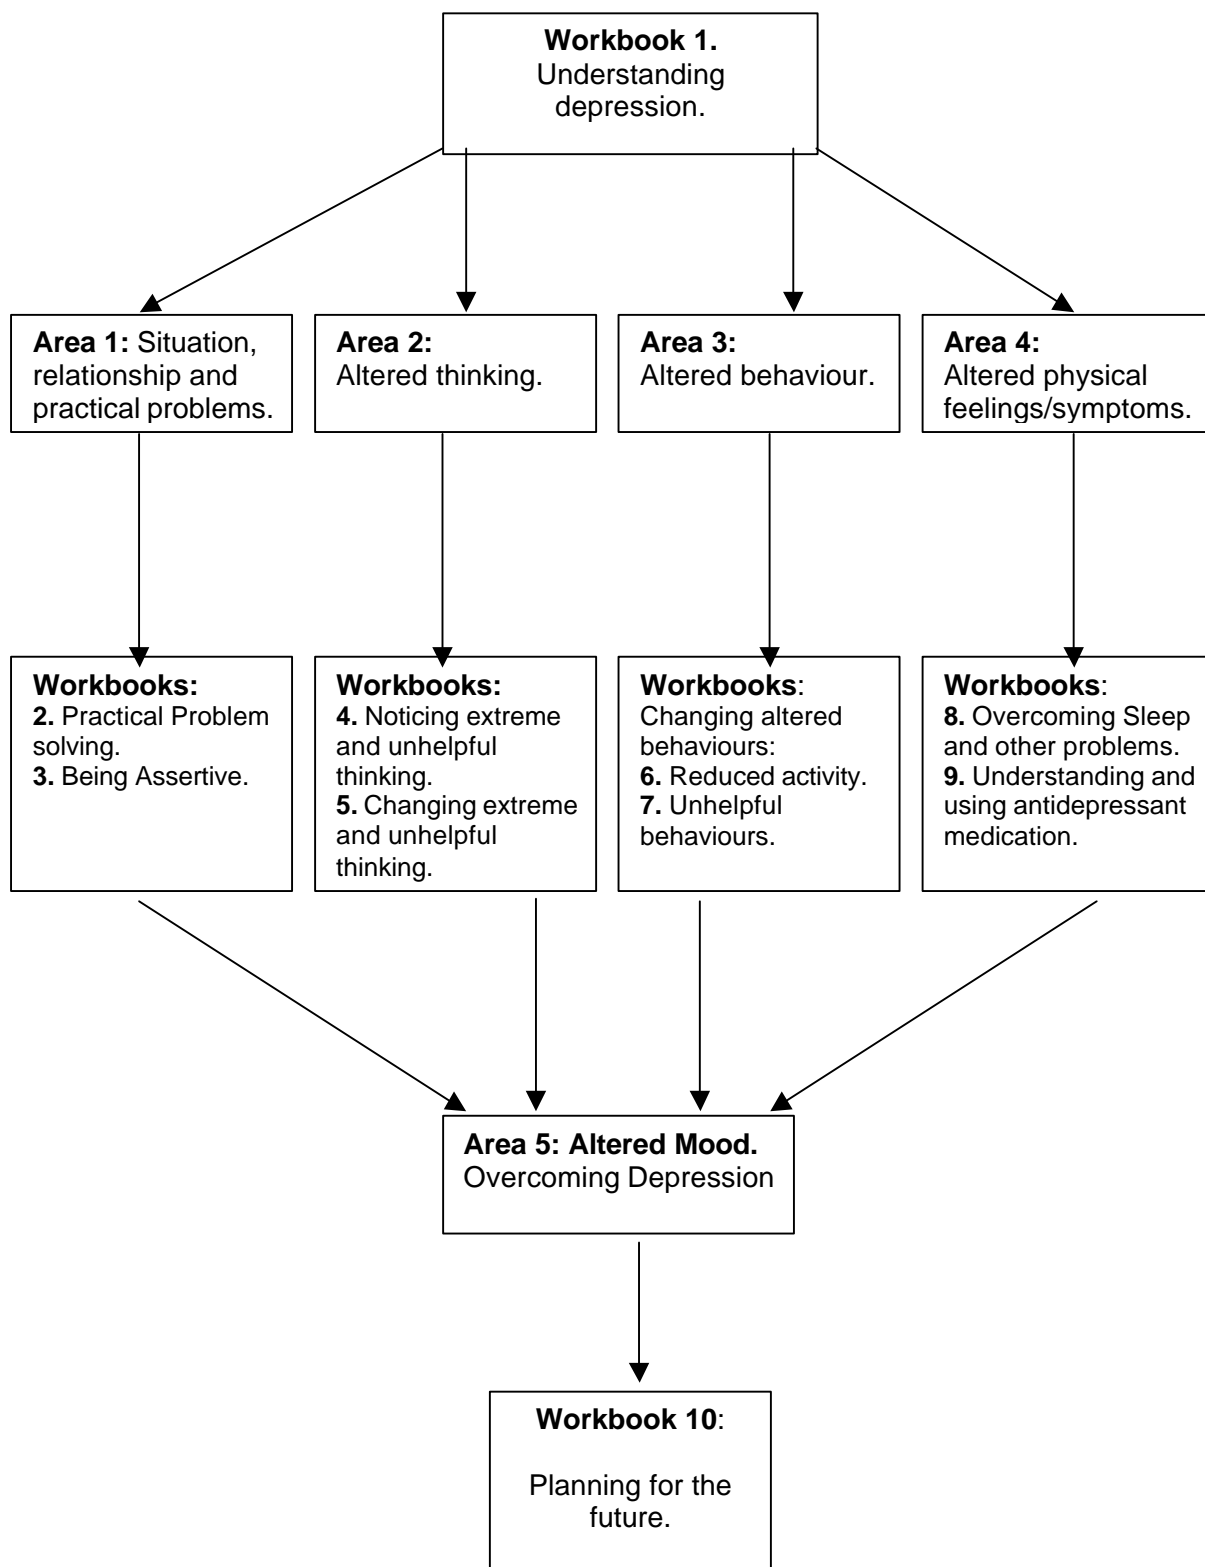 Workbook 1.
Understanding
depression.
Area 1: Situation,
relationship and
practical problems.
Area 2:
Altered thinking.
Area 3:
Altered behaviour.
Area 4:
Altered physical
feelings/symptoms.
Workbooks:
2. Practical Problem
solving.
3. Being Assertive.
Workbooks:
4. Noticing extreme
and unhelpful
thinking.
5. Changing extreme
and unhelpful
thinking.
Workbooks:
Changing altered
behaviours:
6. Reduced activity.
7. Unhelpful
behaviours.
Workbooks:
8. Overcoming Sleep
and other problems.
9. Understanding and
using antidepressant
medication.
Area 5: Altered Mood.
Overcoming Depression
Workbook 10:
Planning for the
future.